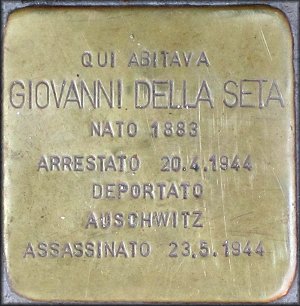 QUI ABITAVA
GIOVANNI DELLA SETA
NATO 1883
ARRESTATO 20.4.1944
DEPORTATO
AUSCHWITZ
ASSASSINATO 23.5.1944